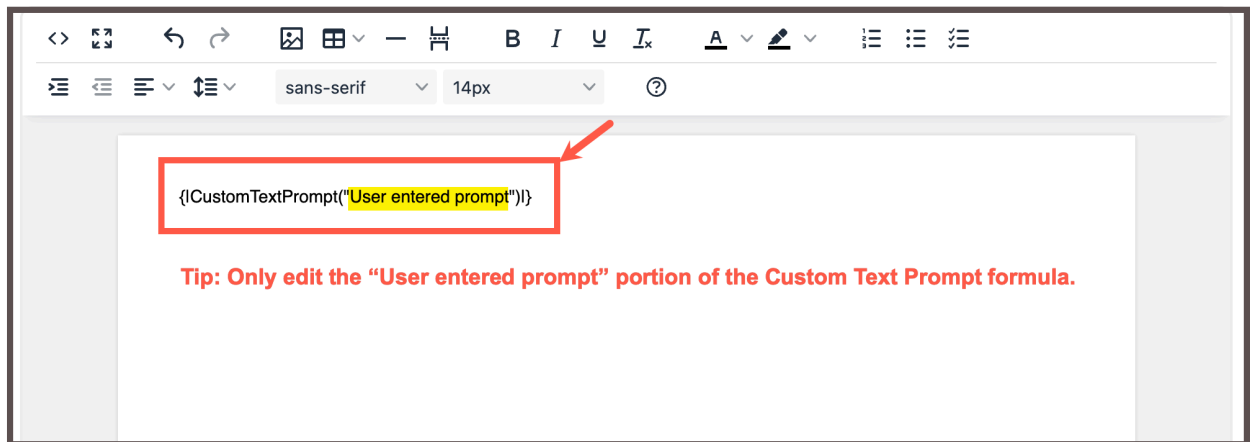 B I U Tx A
sans-serif 14px
{|CustomTextPrompt("User entered prompt")|}
Tip: Only edit the “User entered prompt” portion of the Custom Text Prompt formula.